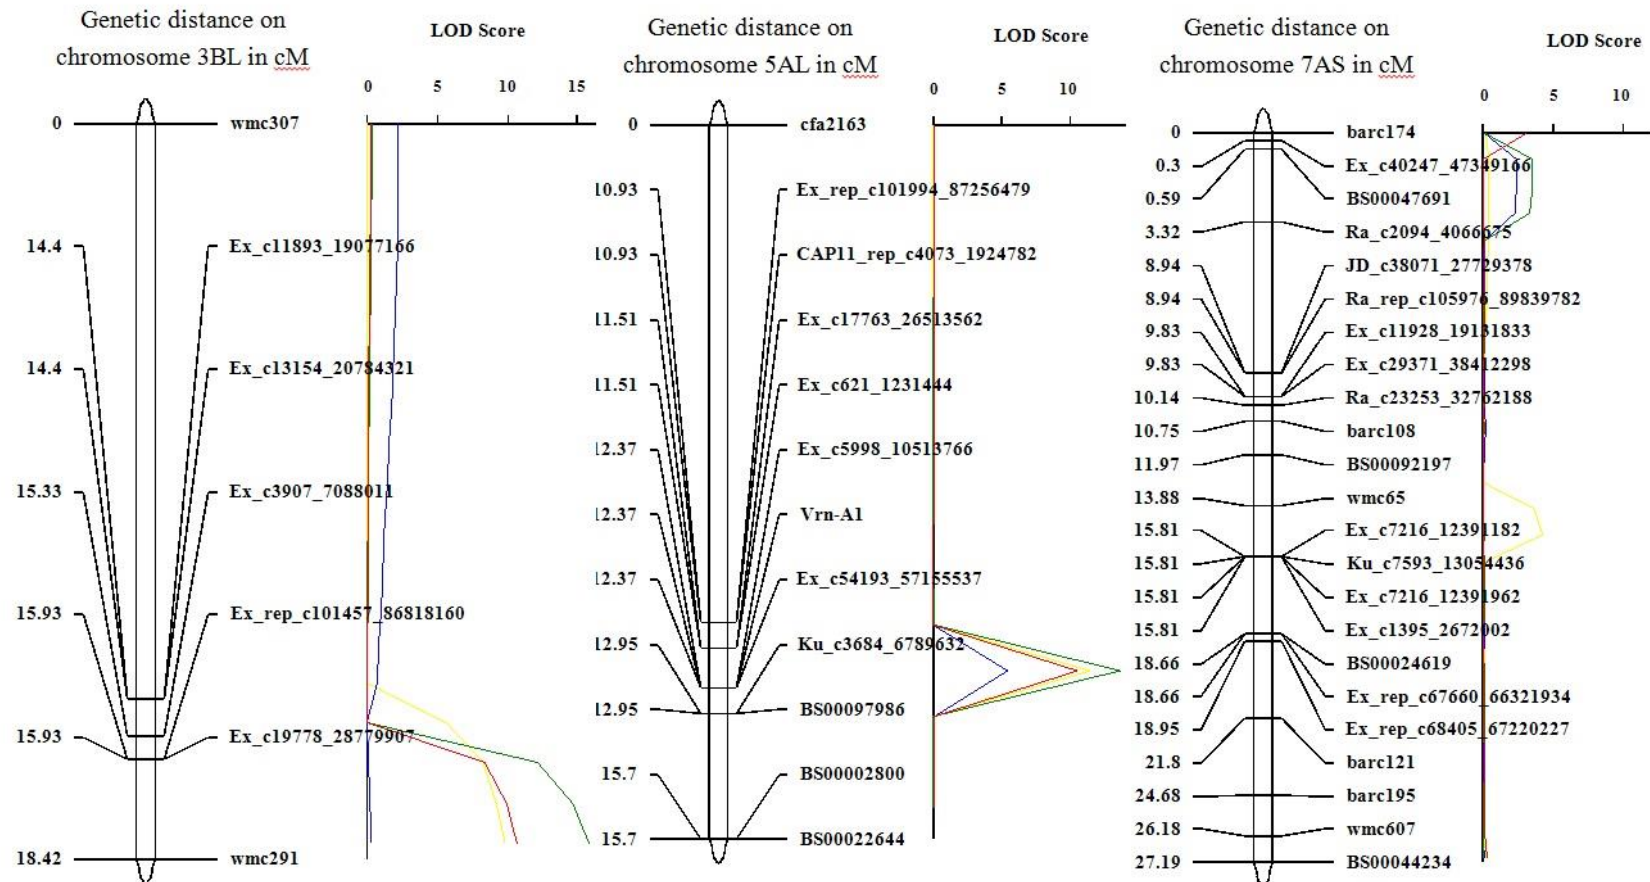 Genetic distance on
chromosome 3BL in cM
LOD Score
0 5 10 15
0 wmc307
14.4 Ex_c11893_19077166
14.4 Ex_c13154_20784321
15.33 Ex_c3907_7088011
15.93 Ex_rep_c101457_86818160
15.93 Ex_c19778_28779907
18.42 wmc291
Genetic distance on
chromosome 5AL in cM
LOD Score
0 5 10
0 cfa2163
10.93 Ex_rep_c101994_87256479
10.93 CAP11_rep_c4073_1924782
11.51 Ex_c17763_26513562
11.51 Ex_c621_1231444
12.37 Ex_c5998_10513766
12.37 Vrn-A1
12.37 Ex_c54193_57155537
12.95 Ku_c3684_6789632
12.95 BS00097986
15.7 BS00002800
15.7 BS00022644
Genetic distance on
chromosome 7AS in cM
LOD Score
0 5 10
0 barc174
0.3 Ex_c40247_47349166
0.59 BS00047691
3.32 Ra_c2094_4066675
8.94 JD_c38071_27729378
8.94 Ra_rep_c105976_89839782
9.83 Ex_c11928_19131833
9.83 Ex_c29371_38412298
10.14 Ra_c23253_32762188
10.75 barc108
11.97 BS00092197
13.88 wmc65
15.81 Ex_c7216_12391182
15.81 Ku_c7593_13054436
15.81 Ex_c7216_12391962
15.81 Ex_c1395_2672002
18.66 BS00024619
18.66 Ex_rep_c67660_66321934
18.95 Ex_rep_c68405_67220227
21.8 barc121
24.68 barc195
26.18 wmc607
27.19 BS00044234